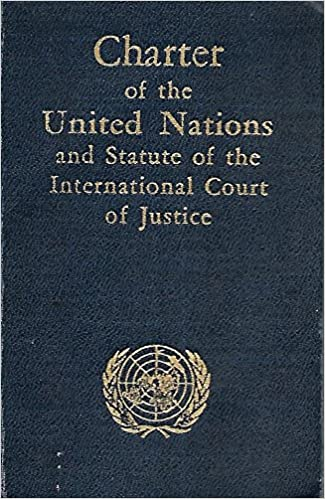 Charter
of the
United Nations
and Statute of the
International Court
of Justice